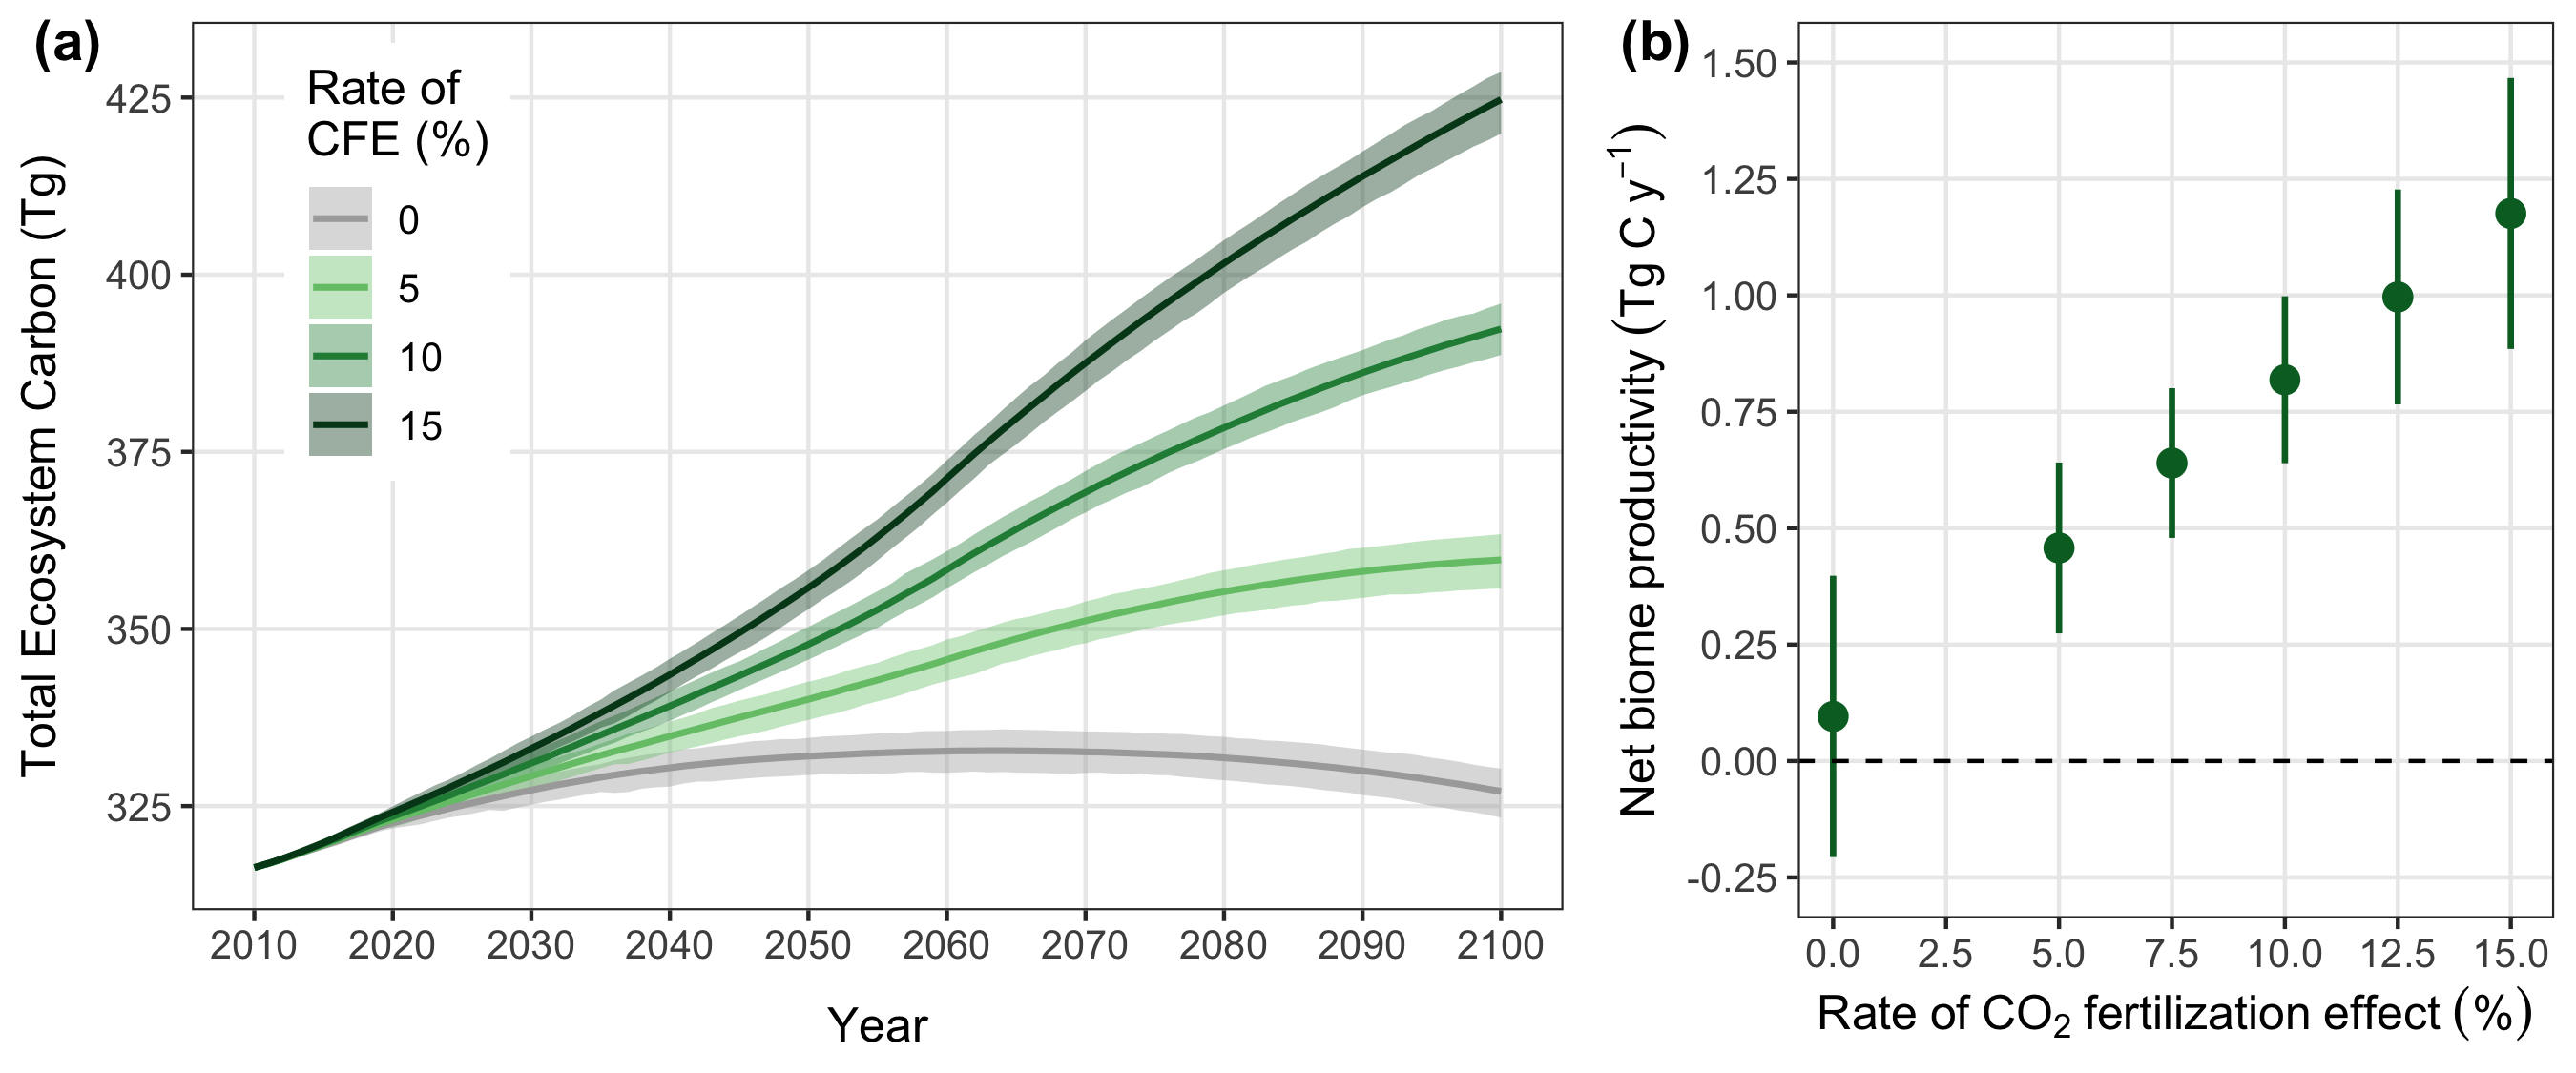 (a)
Rate of
CFE (%)
0
5
10
15
Total Ecosystem Carbon (Tg)
425
400
375
350
325
2010 2020 2030 2040 2050 2060 2070 2080 2090 2100
Year
(b)
Net biome productivity (Tg C y⁻¹)
1.50
1.25
1.00
0.75
0.50
0.25
0.00
-0.25
0.0 2.5 5.0 7.5 10.0 12.5 15.0
Rate of CO₂ fertilization effect (%)